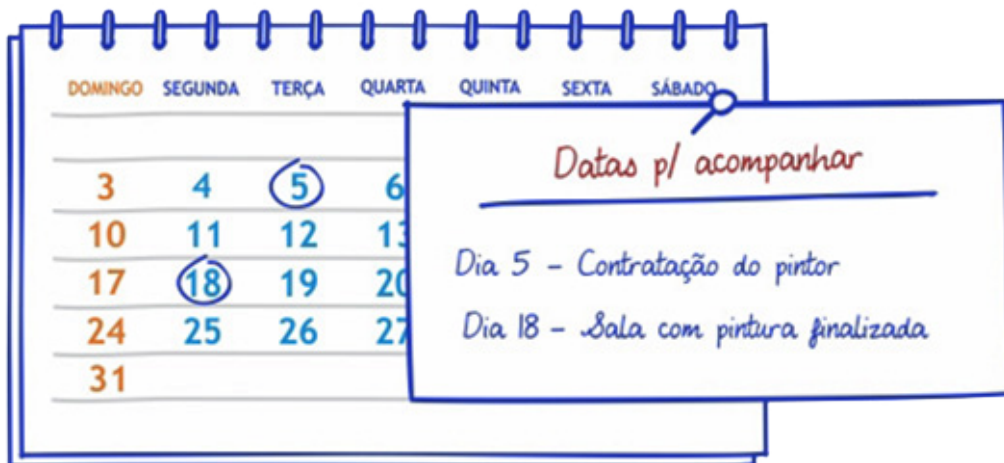 DOMINGO SEGUNDA TERÇA QUARTA QUINTA SEXTA SÁBADO
Datas p/ acompanhar
3 4 5 6
10 11 12 13
Dia 5 - Contratação do pintor
17 18 19 20
Dia 18 - Sala com pintura finalizada
24 25 26 27
31